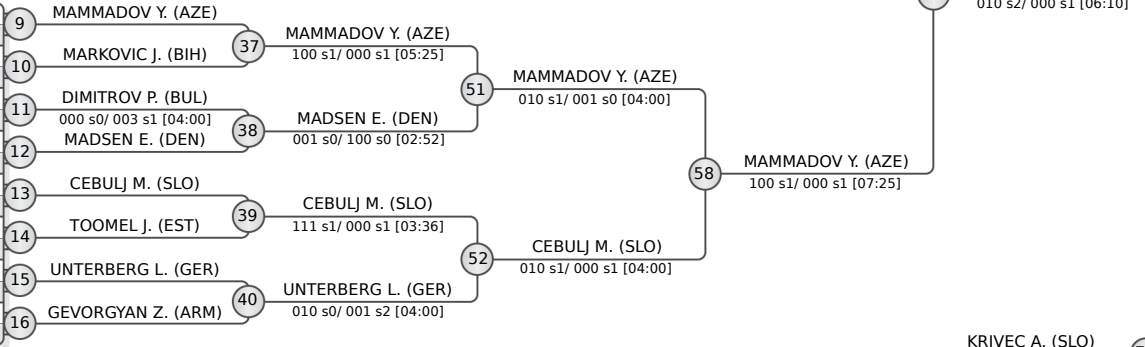 010 s2/ 000 s1 [06:10]
MAMMADOV Y. (AZE)
9
MARKOVIC J. (BIH)
10
37
MAMMADOV Y. (AZE)
100 s1/ 000 s1 [05:25]
DIMITROV P. (BUL)
11
000 s0/ 003 s1 [04:00]
MADSEN E. (DEN)
12
38
MADSEN E. (DEN)
001 s0/ 100 s0 [02:52]
51
MAMMADOV Y. (AZE)
010 s1/ 001 s0 [04:00]
CEBULJ M. (SLO)
13
TOOMEL J. (EST)
14
39
CEBULJ M. (SLO)
111 s1/ 000 s1 [03:36]
UNTERBERG L. (GER)
15
GEVORGYAN Z. (ARM)
16
40
UNTERBERG L. (GER)
010 s0/ 001 s2 [04:00]
52
CEBULJ M. (SLO)
010 s1/ 000 s1 [04:00]
58
MAMMADOV Y. (AZE)
100 s1/ 000 s1 [07:25]
KRIVEC A. (SLO)